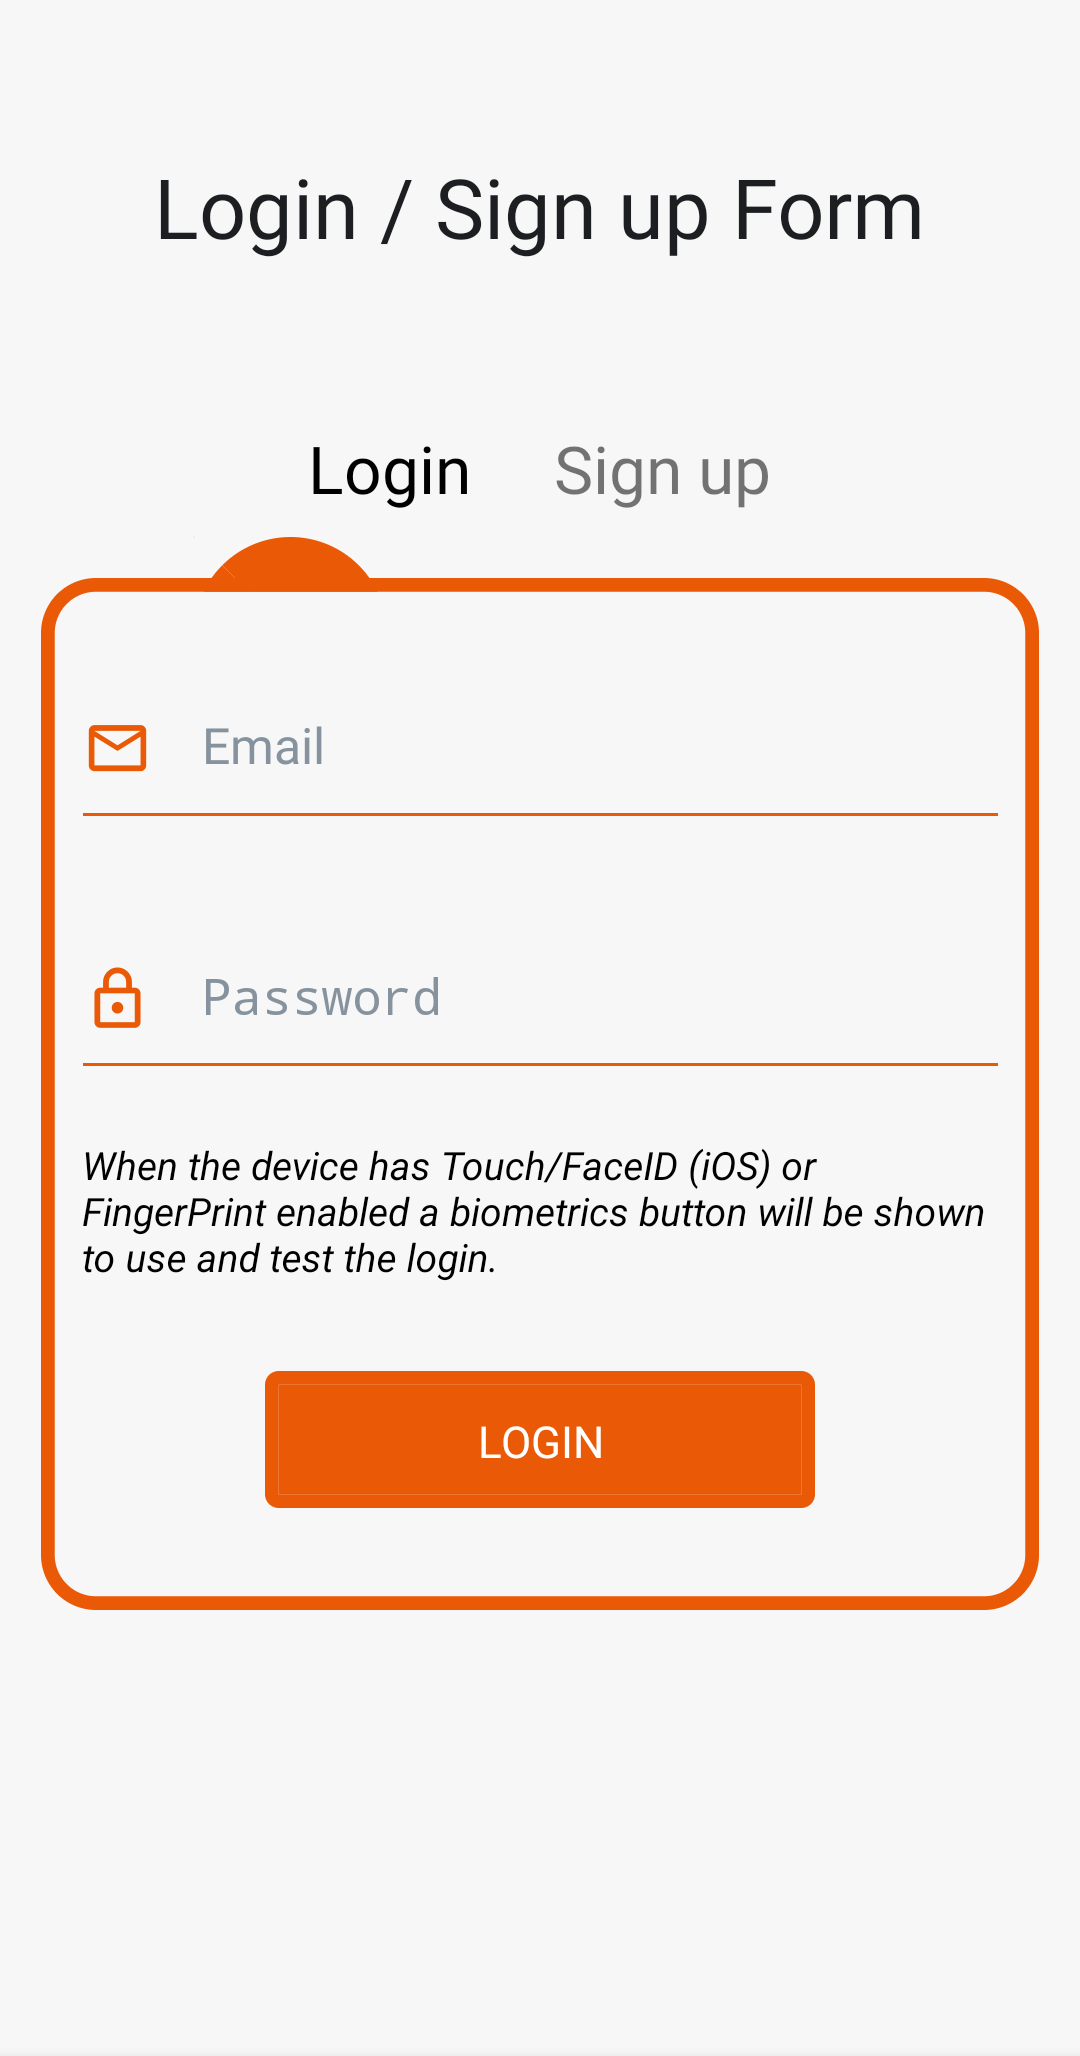 Login / Sign up Form
Login Sign up
Email
Password
When the device has Touch/FaceID (iOS) or
FingerPrint enabled a biometrics button will be shown
to use and test the login.
LOGIN